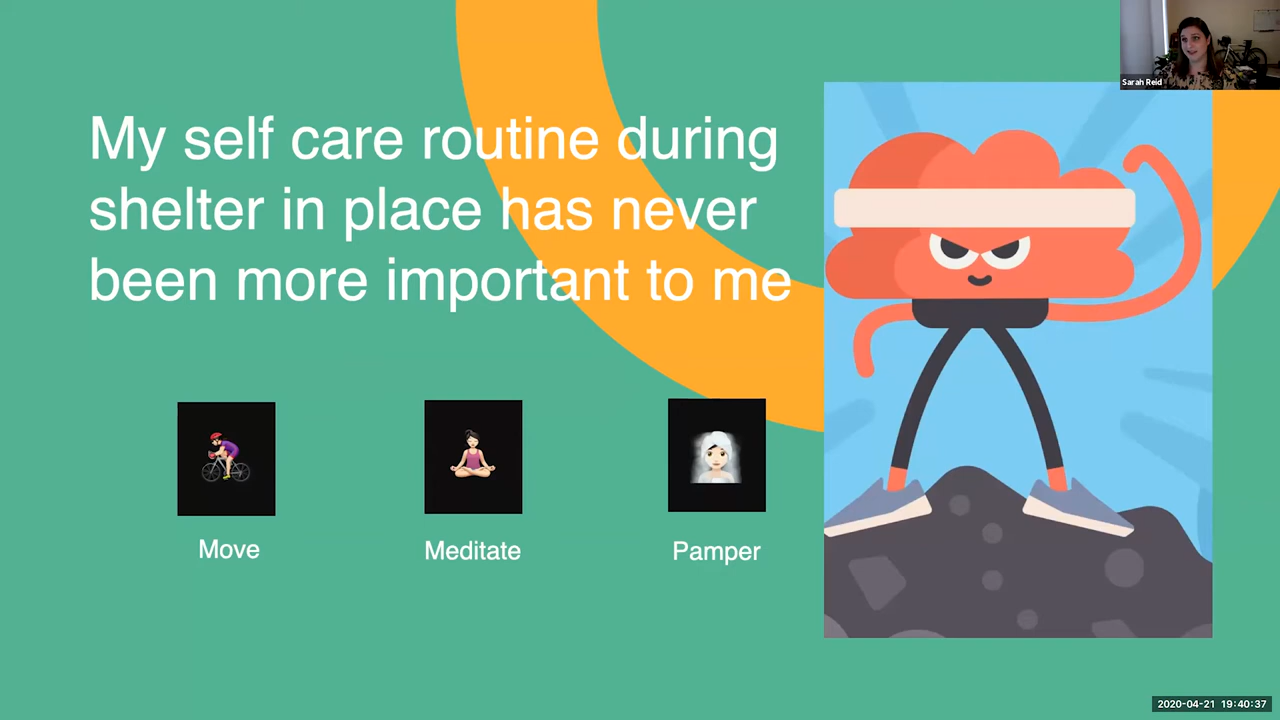 Sarah Reid
My self care routine during
shelter in place has never
been more important to me
Move
Meditate
Pamper
2020-04-21 19:40:37